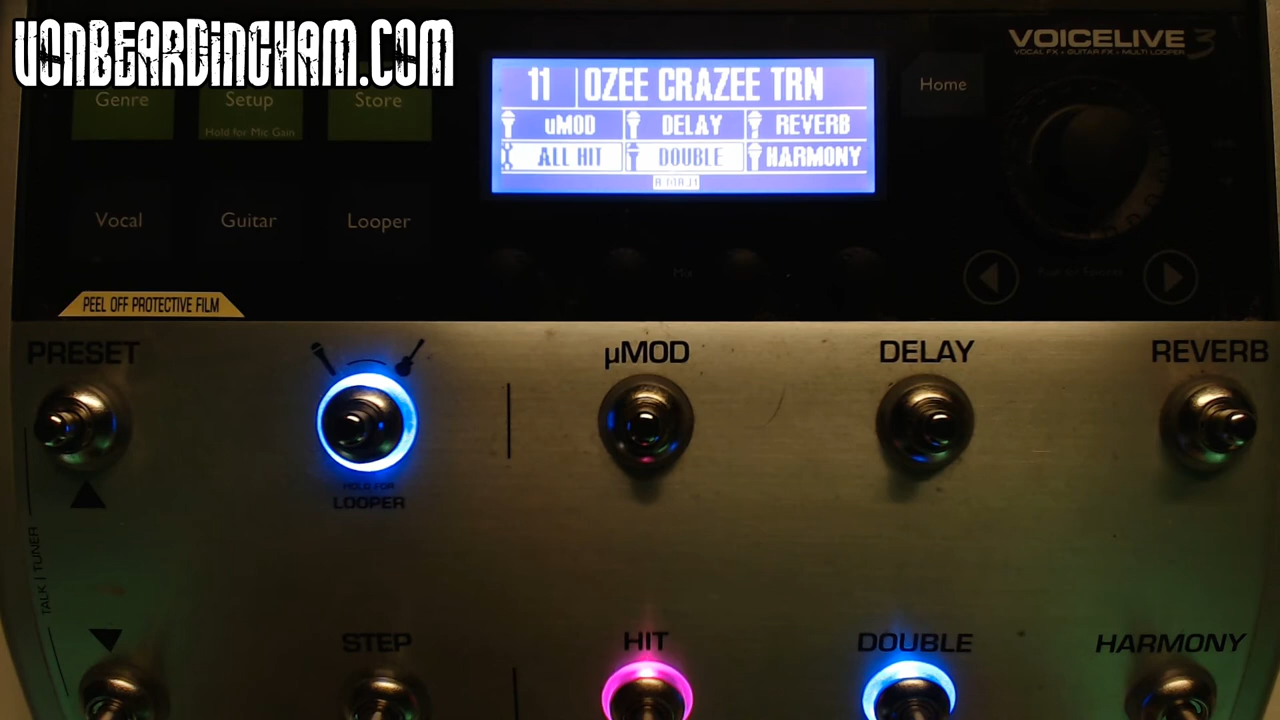 VONBEARDINGHAM.COM
VOICELIVE 3
VOCAL FX • GUITAR FX • MULTI LOOPER
Genre
Setup
Hold for Mic Gain
Store
11 OZEE CRAZEE TRN
uMOD DELAY REVERB
ALL HIT DOUBLE HARMONY
Home
Vocal
Guitar
Looper
Mix
PEEL OFF PROTECTIVE FILM
PRESET
µMOD
DELAY
REVERB
HOLD FOR
LOOPER
TALK | TUNER
STEP
HIT
DOUBLE
HARMONY